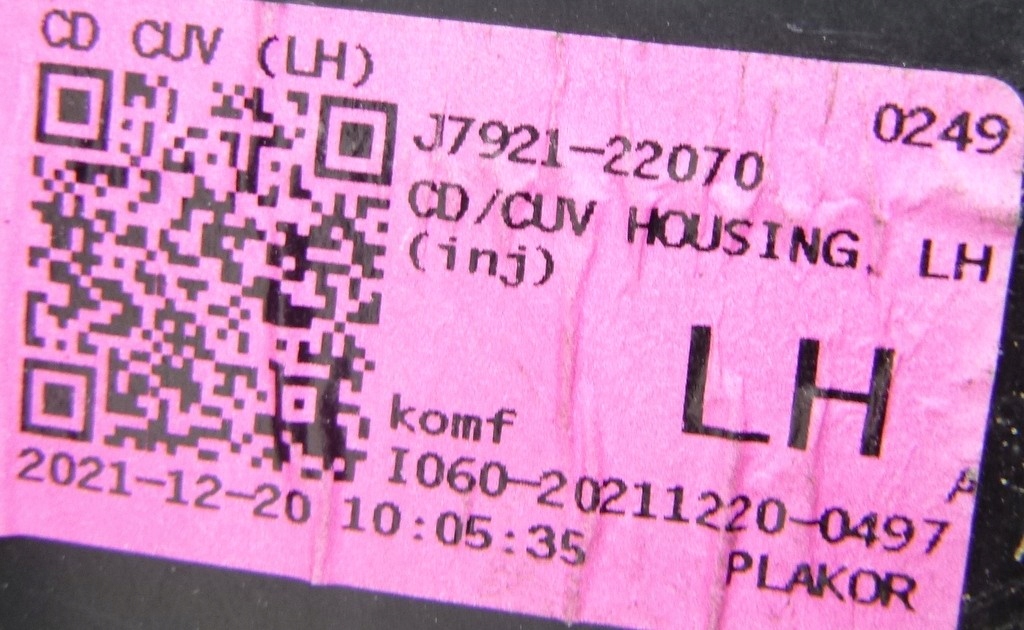 CD CUV (LH)
0249
J7921-22070
CD/CUV HOUSING, LH
(inj)
LH
komf
A
I060-20211220-0497
2021-12-20 10:05:35
PLAKOR